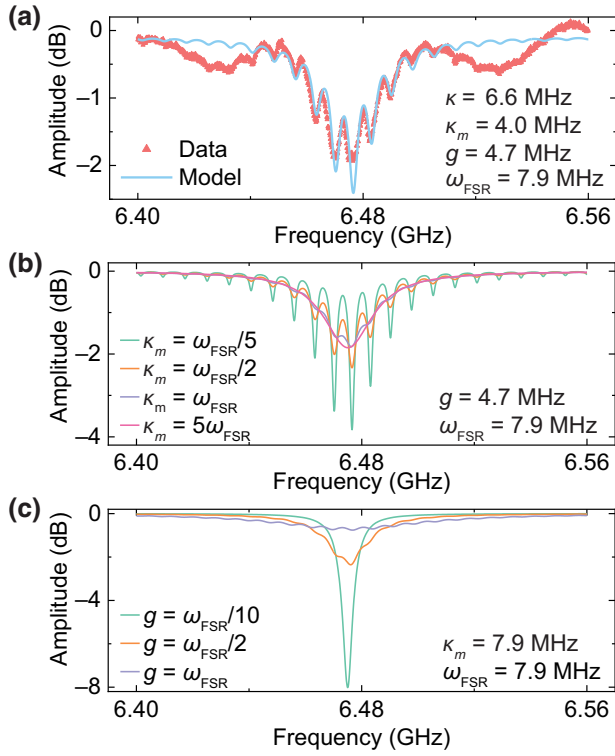 (a)
0
-1
-2
Amplitude (dB)
Data
Model
κ = 6.6 MHz
κm = 4.0 MHz
g = 4.7 MHz
ωFSR = 7.9 MHz
6.40
6.48
6.56
Frequency (GHz)
(b)
0
-2
-4
Amplitude (dB)
κm = ωFSR/5
κm = ωFSR/2
κm = ωFSR
κm = 5ωFSR
g = 4.7 MHz
ωFSR = 7.9 MHz
6.40
6.48
6.56
Frequency (GHz)
(c)
0
-4
-8
Amplitude (dB)
g = ωFSR/10
g = ωFSR/2
g = ωFSR
κm = 7.9 MHz
ωFSR = 7.9 MHz
6.40
6.48
6.56
Frequency (GHz)